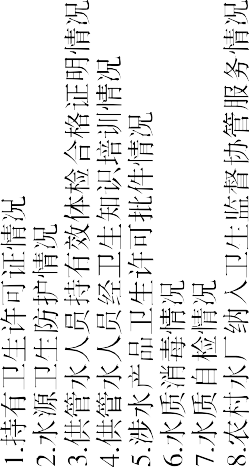 1.持有卫生许可证情况
2.水源卫生防护情况
3.供管水人员持有效体检合格证明情况
4.供管水人员经卫生知识培训情况
5.涉水产品卫生许可批件情况
6.水质消毒情况
7.水质自检情况
8.农村水厂纳入卫生监督协管服务情况